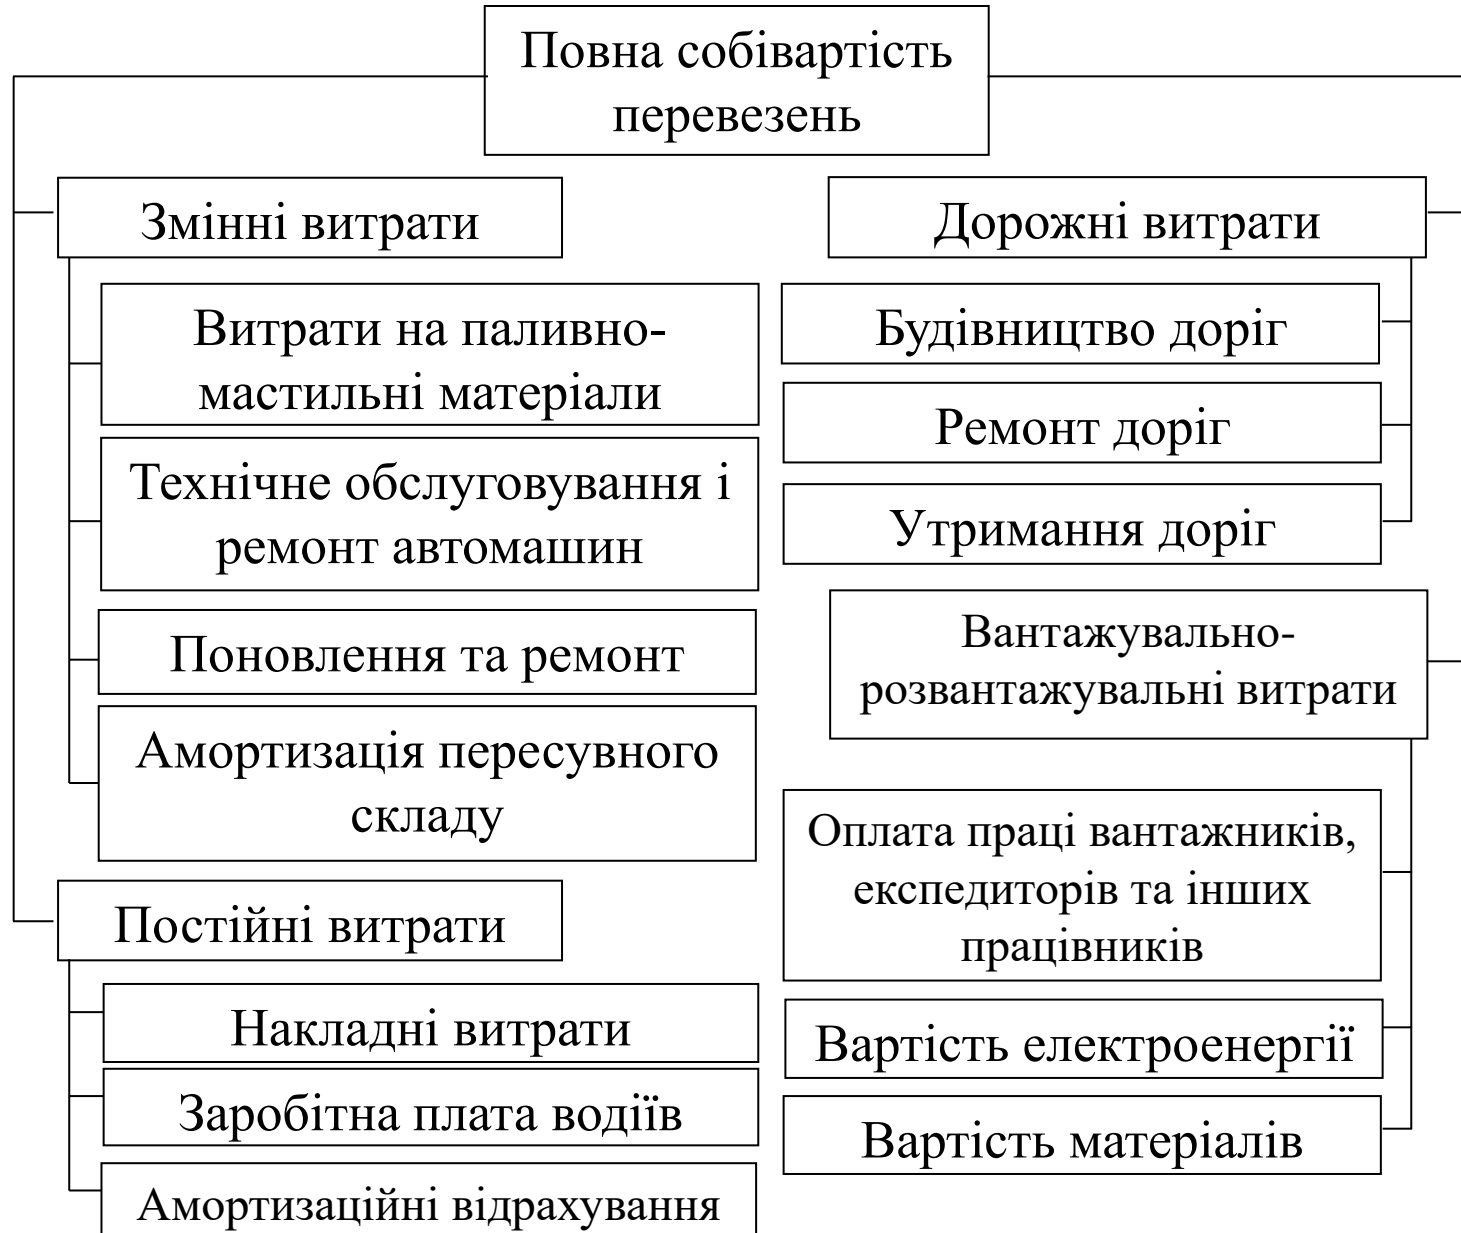 Повна собівартість
перевезень
Змінні витрати
Витрати на паливно-
мастильні матеріали
Технічне обслуговування і
ремонт автомашин
Поновлення та ремонт
Амортизація пересувного
складу
Постійні витрати
Накладні витрати
Заробітна плата водіїв
Амортизаційні відрахування
Дорожні витрати
Будівництво доріг
Ремонт доріг
Утримання доріг
Вантажувально-
розвантажувальні витрати
Оплата праці вантажників,
експедиторів та інших
працівників
Вартість електроенергії
Вартість матеріалів